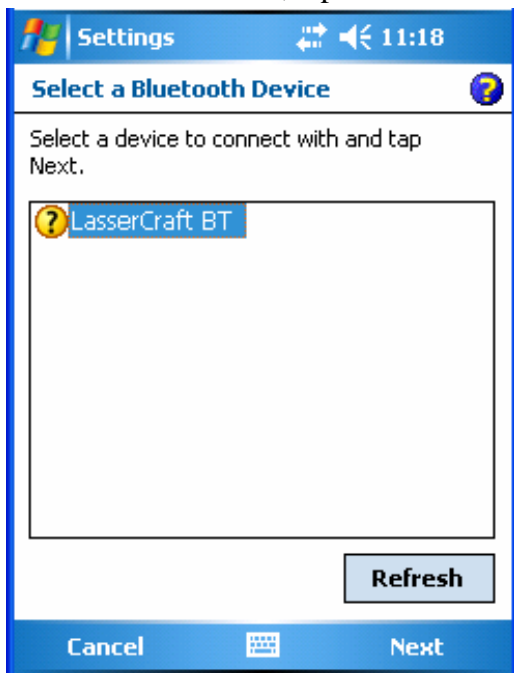 Settings 11:18
Select a Bluetooth Device ?
Select a device to connect with and tap
Next.
? LasserCraft BT
Refresh
Cancel Next